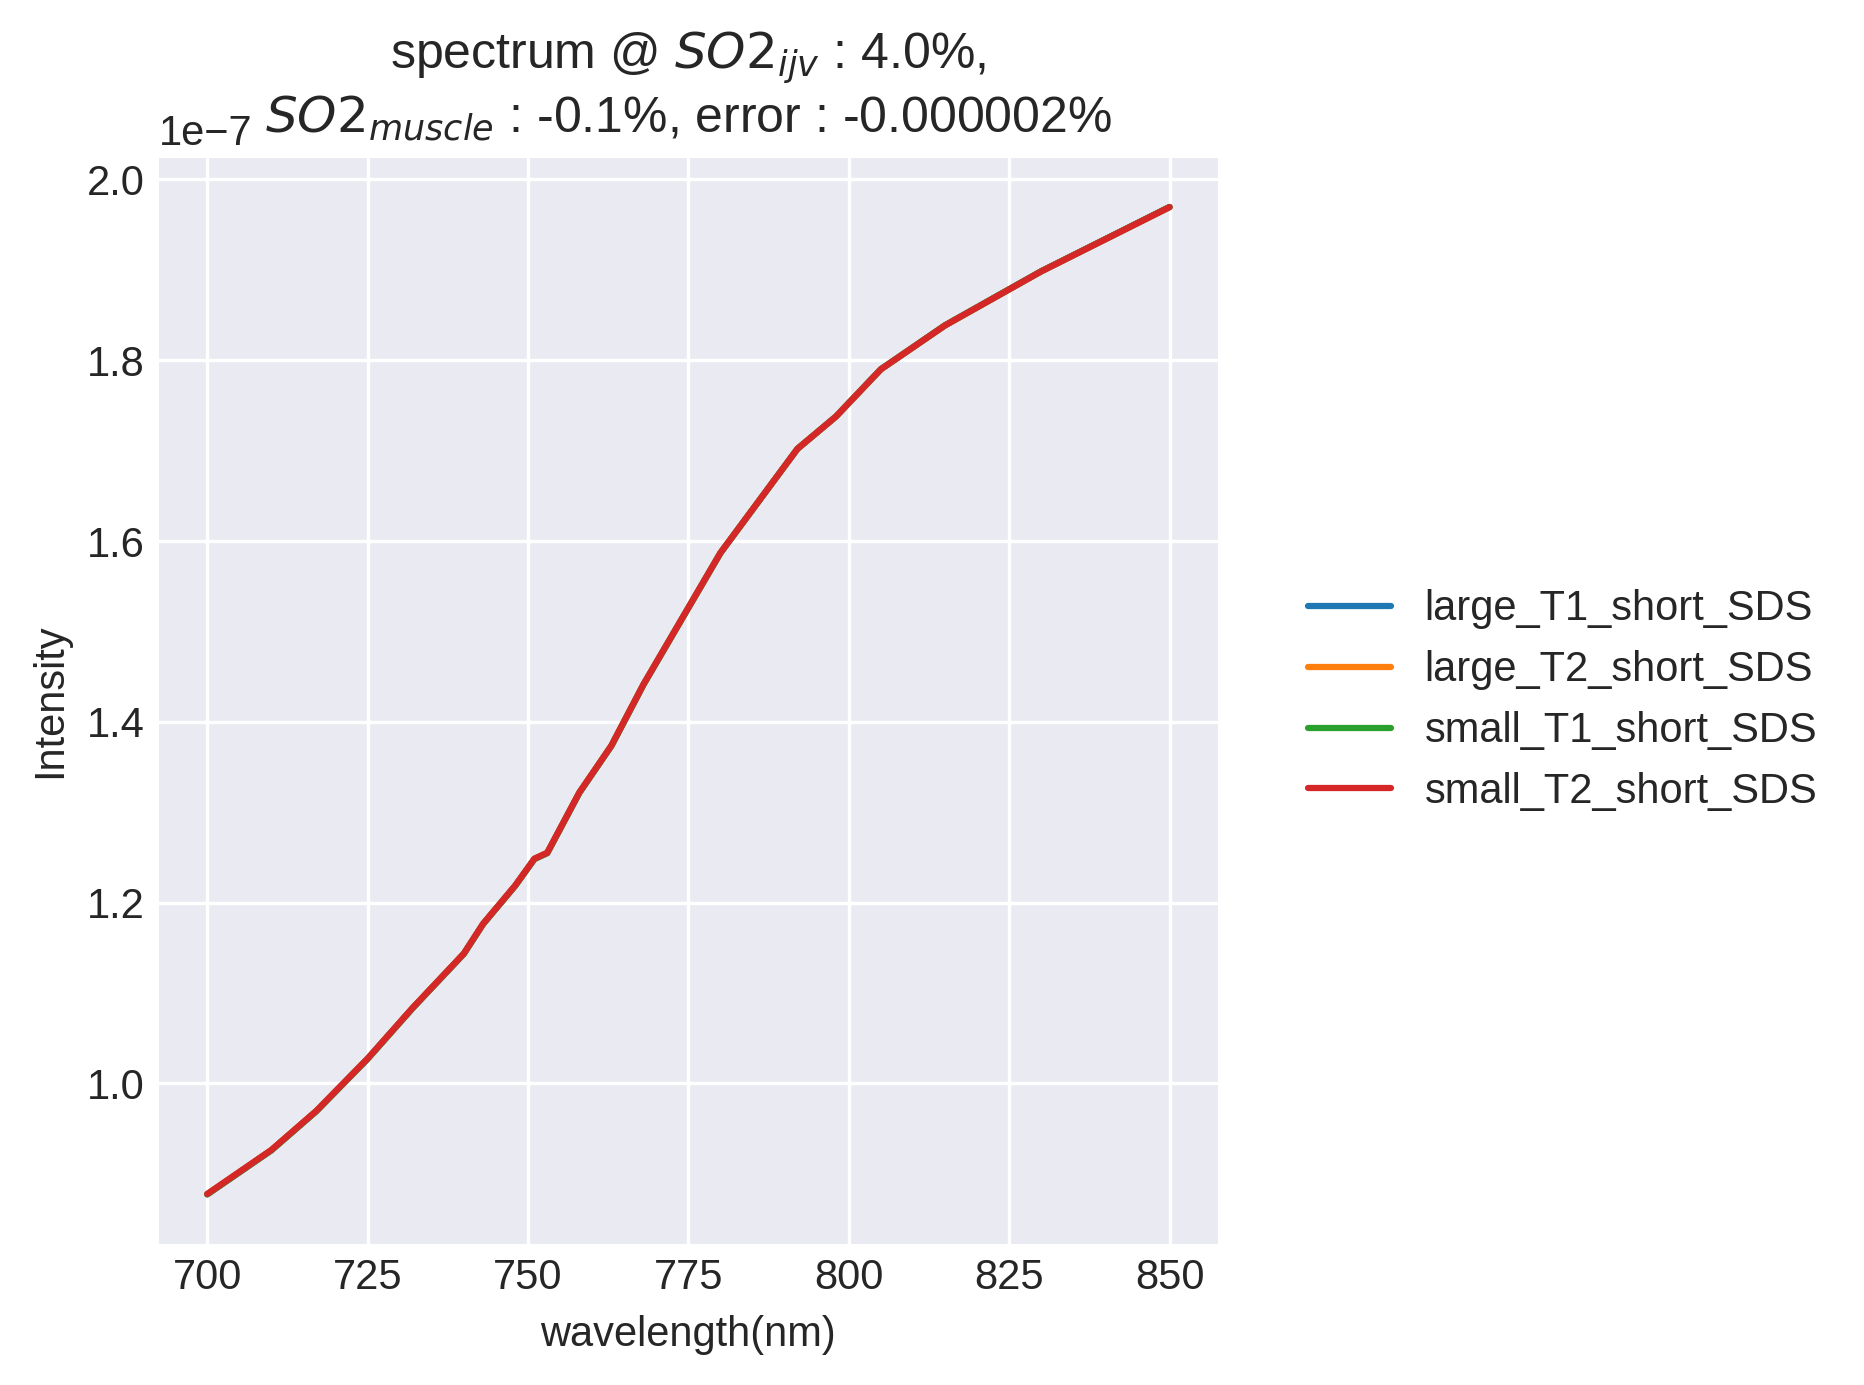 spectrum @ SO2ijv : 4.0%,
1e−7 SO2muscle : -0.1%, error : -0.000002%
2.0
1.8
1.6
1.4
1.2
1.0
Intensity
700 725 750 775 800 825 850
wavelength(nm)
large_T1_short_SDS
large_T2_short_SDS
small_T1_short_SDS
small_T2_short_SDS